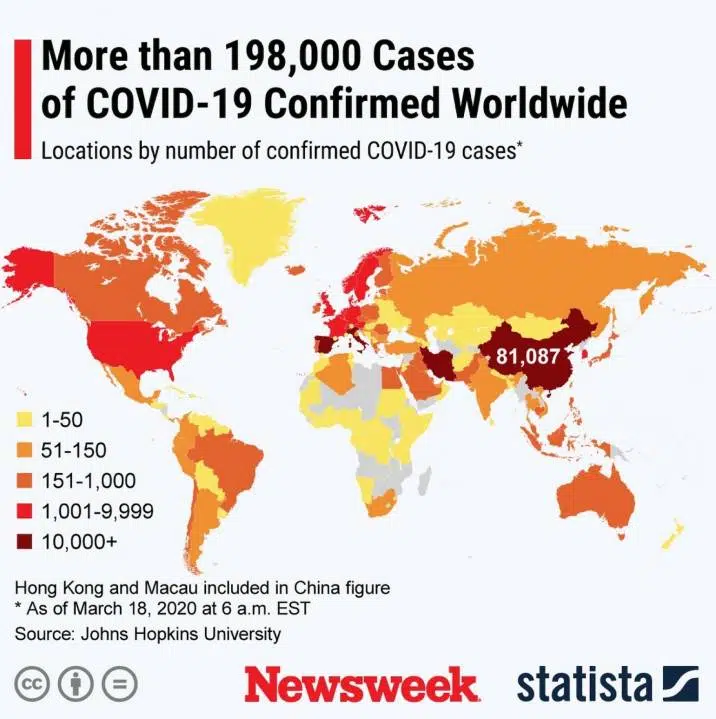 More than 198,000 Cases
of COVID-19 Confirmed Worldwide
Locations by number of confirmed COVID-19 cases*
81,087
1-50
51-150
151-1,000
1,001-9,999
10,000+
Hong Kong and Macau included in China figure
* As of March 18, 2020 at 6 a.m. EST
Source: Johns Hopkins University
cc
Newsweek
statista